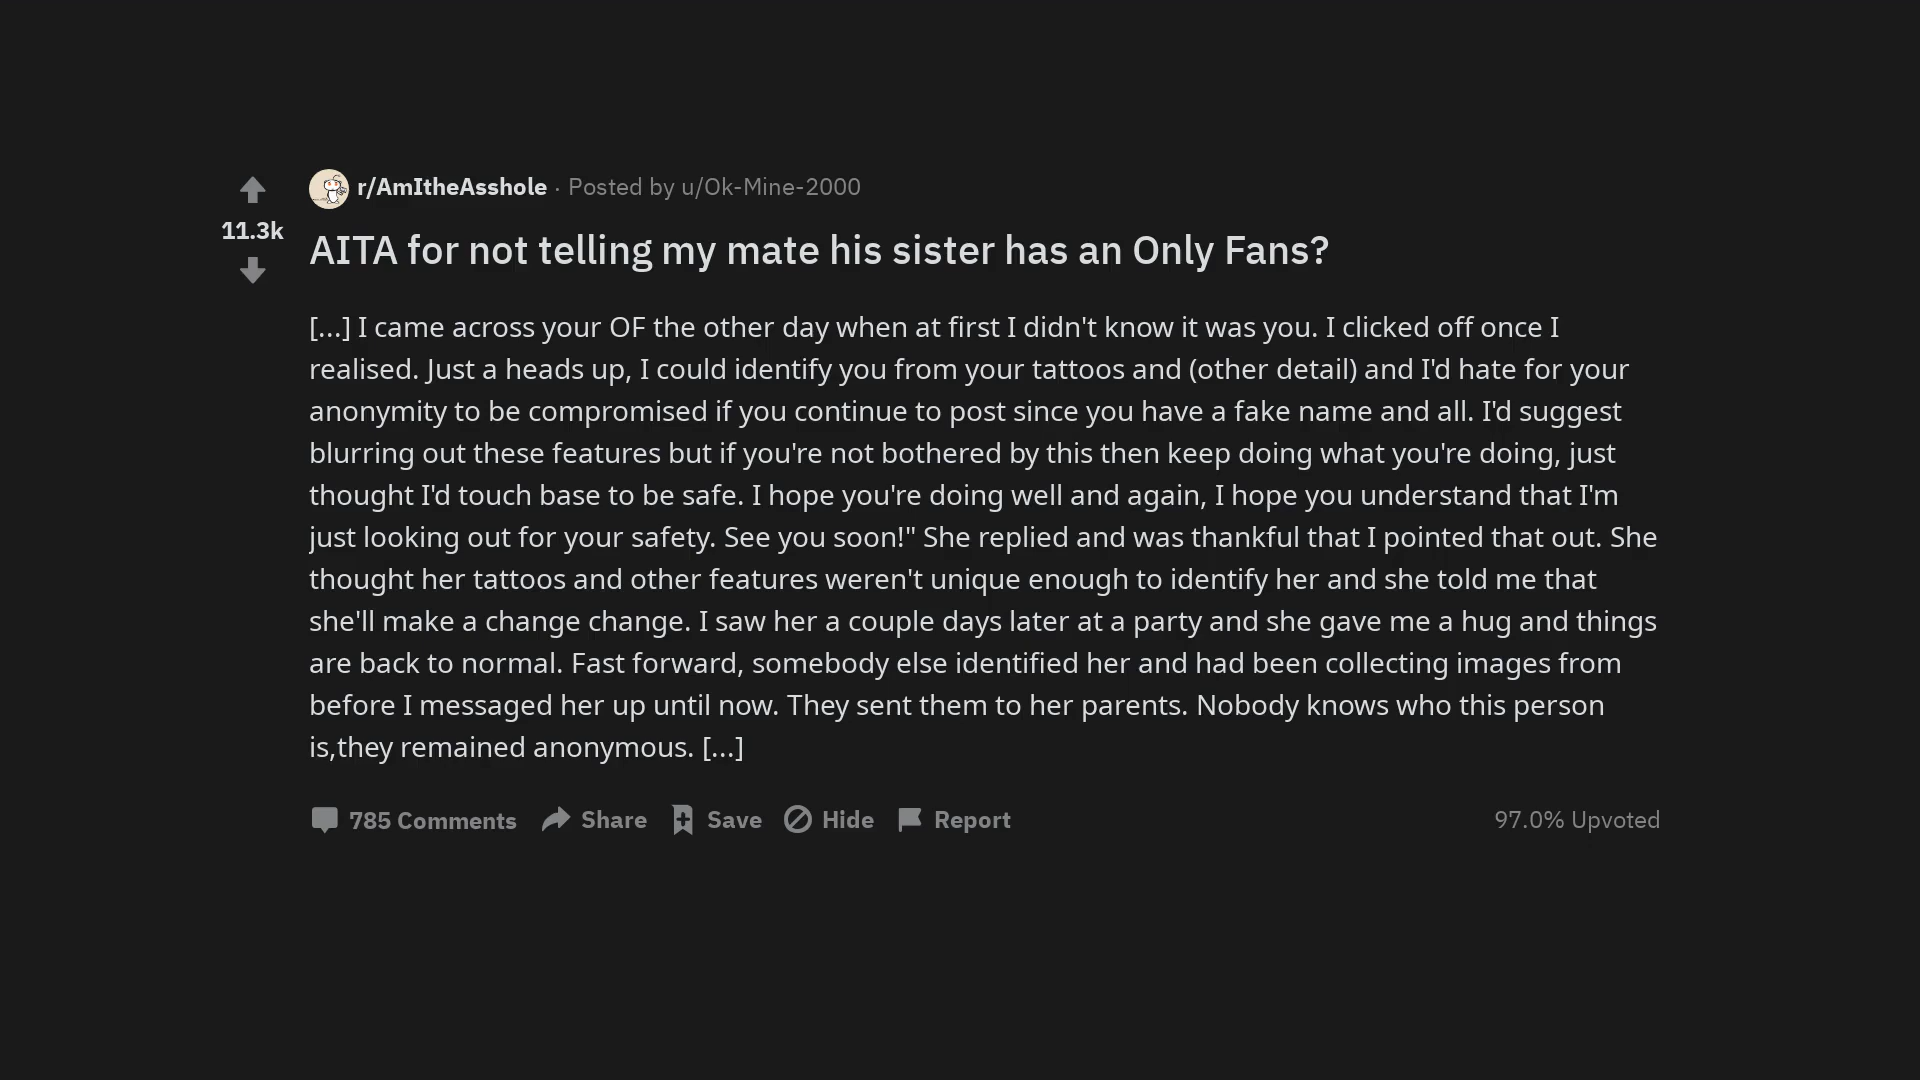 r/AmItheAsshole · Posted by u/Ok-Mine-2000
11.3k
AITA for not telling my mate his sister has an Only Fans?
[...] I came across your OF the other day when at first I didn't know it was you. I clicked off once I
realised. Just a heads up, I could identify you from your tattoos and (other detail) and I'd hate for your
anonymity to be compromised if you continue to post since you have a fake name and all. I'd suggest
blurring out these features but if you're not bothered by this then keep doing what you're doing, just
thought I'd touch base to be safe. I hope you're doing well and again, I hope you understand that I'm
just looking out for your safety. See you soon!" She replied and was thankful that I pointed that out. She
thought her tattoos and other features weren't unique enough to identify her and she told me that
she'll make a change change. I saw her a couple days later at a party and she gave me a hug and things
are back to normal. Fast forward, somebody else identified her and had been collecting images from
before I messaged her up until now. They sent them to her parents. Nobody knows who this person
is,they remained anonymous. [...]
785 Comments Share Save Hide Report 97.0% Upvoted